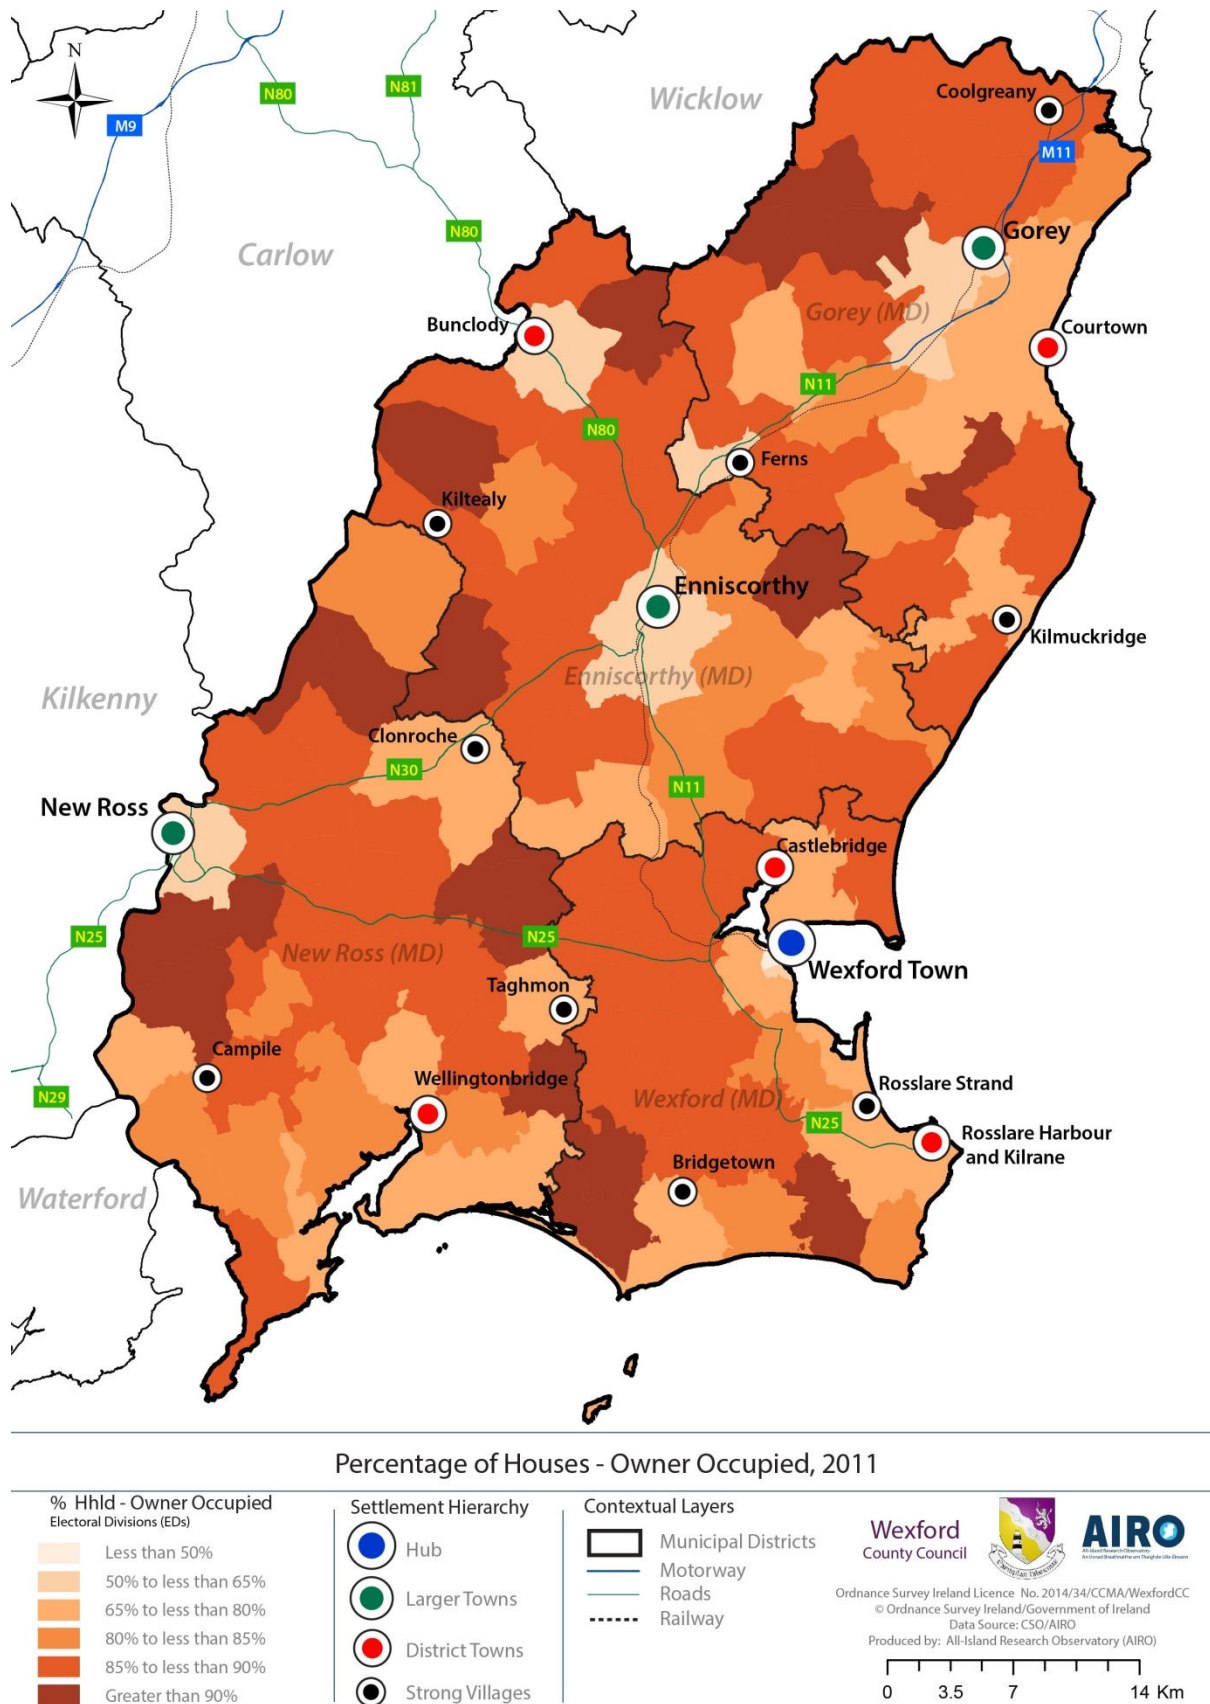 N
Wicklow
Coolgreany
N80
N81
M9
M11
N80
Carlow
Gorey
Gorey (MD)
Bunclody
Courtown
N11
N80
Ferns
Kiltealy
Enniscorthy
Kilmuckridge
Enniscorthy (MD)
Kilkenny
Clonroche
N30
N11
New Ross
Castlebridge
N25
N25
New Ross (MD)
Wexford Town
Taghmon
Campile
Wellingtonbridge
Rosslare Strand
N29
Wexford (MD)
N25
Rosslare Harbour
and Kilrane
Bridgetown
Waterford
Percentage of Houses - Owner Occupied, 2011
% Hhld - Owner Occupied
Electoral Divisions (EDs)
Less than 50%
50% to less than 65%
65% to less than 80%
80% to less than 85%
85% to less than 90%
Greater than 90%
Settlement Hierarchy
Hub
Larger Towns
District Towns
Strong Villages
Contextual Layers
Municipal Districts
Motorway
Roads
Railway
Wexford
County Council
AIRO
All-Island Research Observatory
Ordnance Survey Ireland Licence No. 2014/34/CCMA/WexfordCC
© Ordnance Survey Ireland/Government of Ireland
Data Source: CSO/AIRO
Produced by: All-Island Research Observatory (AIRO)
0 3.5 7 14 Km